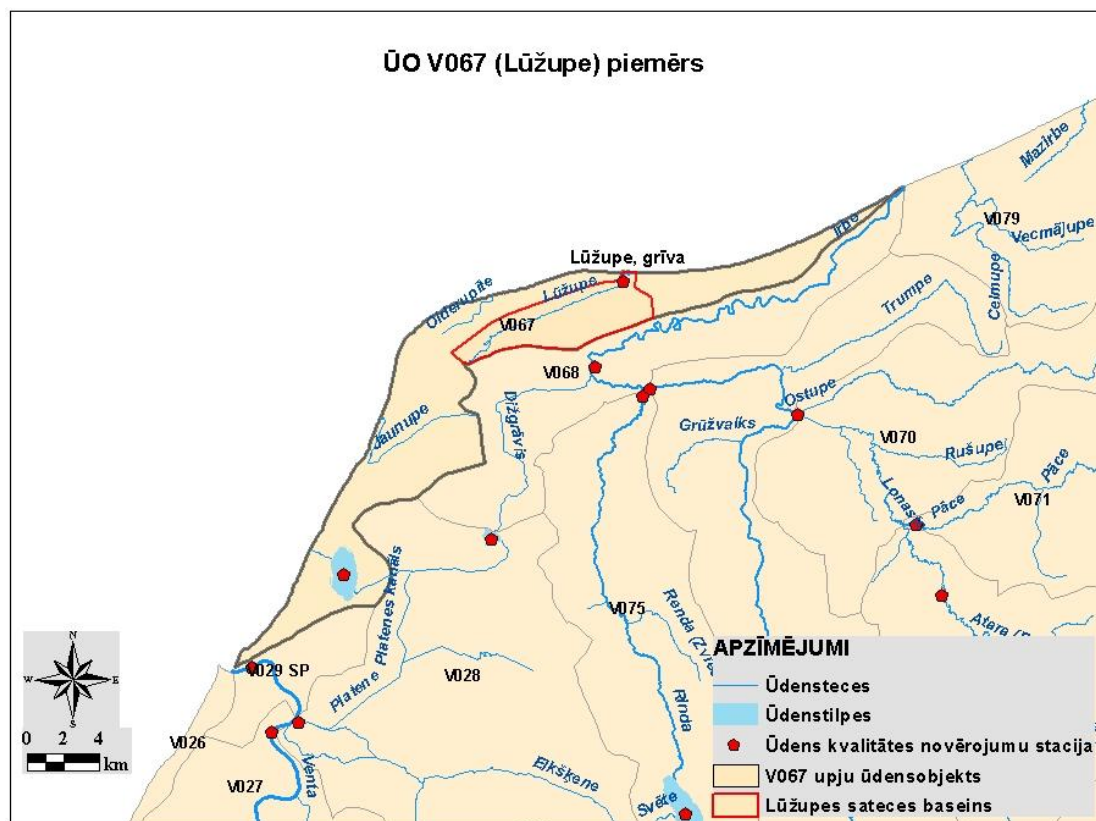 ŪO V067 (Lūžupe) piemērs
Mazirbe
V079
Vecmājupe
Irbe
Celmupe
Lūžupe, grīva
Lūžupe
Olderupīte
V067
Trumpe
V068
Ostupe
Dižgrāvis
Grūžvalks
Jaunupe
V070
Rušupe
Pāce
Lonaste
Pāce
V071
Platenes kanāls
V075
Renda
Rinda
V029 SP
Platene
V028
V026
V027
Venta
Elkšķene
Svēte
N
W
E
S
0 2 4
km
APZĪMĒJUMI
Ūdensteces
Ūdenstilpes
Ūdens kvalitātes novērojumu stacija
V067 upju ūdensobjekts
Lūžupes sateces baseins